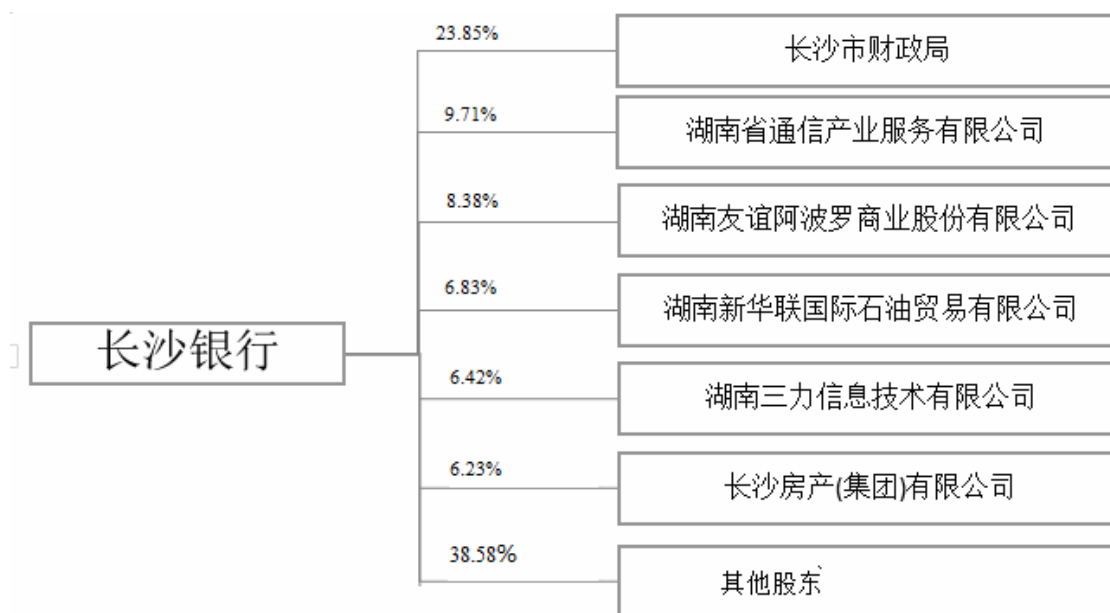 23.85%
长沙市财政局
9.71%
湖南省通信产业服务有限公司
8.38%
湖南友谊阿波罗商业股份有限公司
6.83%
湖南新华联国际石油贸易有限公司
长沙银行
6.42%
湖南三力信息技术有限公司
6.23%
长沙房产(集团)有限公司
38.58%
其他股东